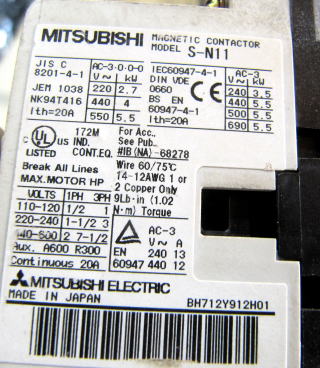 MITSUBISHI MAGNETIC CONTACTOR
MODEL S-N11
JIS C 8201-4-1 AC-3·0·0-0 IEC60947-4-1 AC-3
V~ kW DIN VDE V~ kW
JEM 1038 220 2.7 0660 CE 240 3.5
NK94T416 440 4 BS EN 440 5.5
Ith=20A 550 5.5 60947-4-1 500 5.5
Ith=20A 690 5.5
UL US 172M For Acc.,
LISTED IND. See Pub.
CONT.EQ. #IB(NA)-68278
Break All Lines Wire 60/75℃
MAX.MOTOR HP 14-12AWG 1 or
VOLTS 1PH 3PH 2 Copper Only
110-120 1/2 1 9Lb·in (1.02
220-240 1-1/2 3 N·m) Torque
440-600 2 7-1/2 AC-3
Aux. A600 R300 V~ A
Continuous 20A EN 240 13
60947 440 12
MITSUBISHI ELECTRIC
MADE IN JAPAN BH712Y912H01